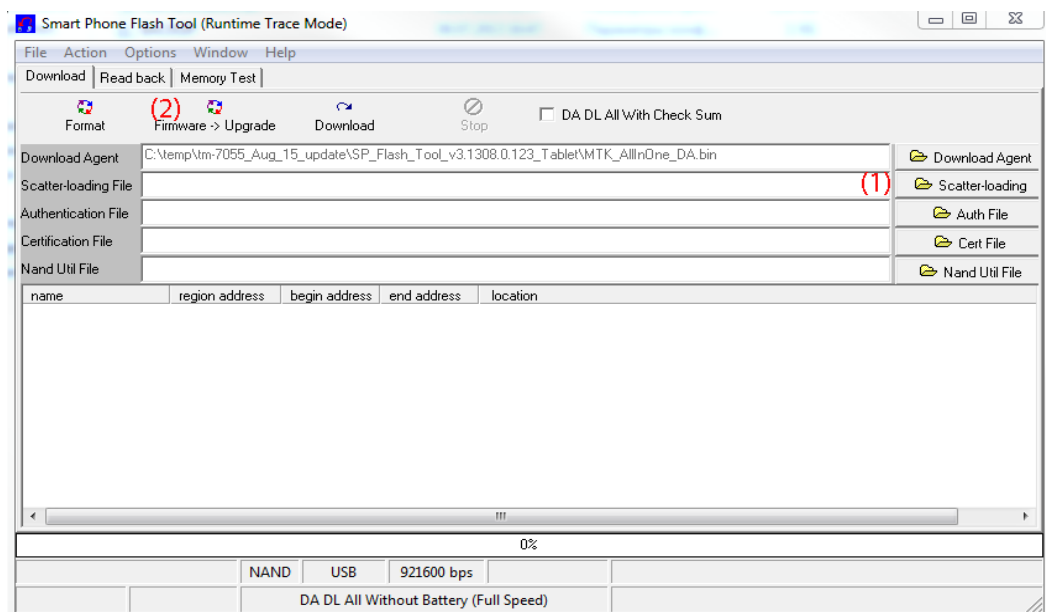 Smart Phone Flash Tool (Runtime Trace Mode)
File Action Options Window Help
Download Read back Memory Test
(2)
Format Firmware -> Upgrade Download Stop DA DL All With Check Sum
Download Agent C:\temp\tm-7055_Aug_15_update\SP_Flash_Tool_v3.1308.0.123_Tablet\MTK_AllInOne_DA.bin Download Agent
Scatter-loading File (1) Scatter-loading
Authentication File Auth File
Certification File Cert File
Nand Util File Nand Util File
name region address begin address end address location
0%
NAND USB 921600 bps
DA DL All Without Battery (Full Speed)